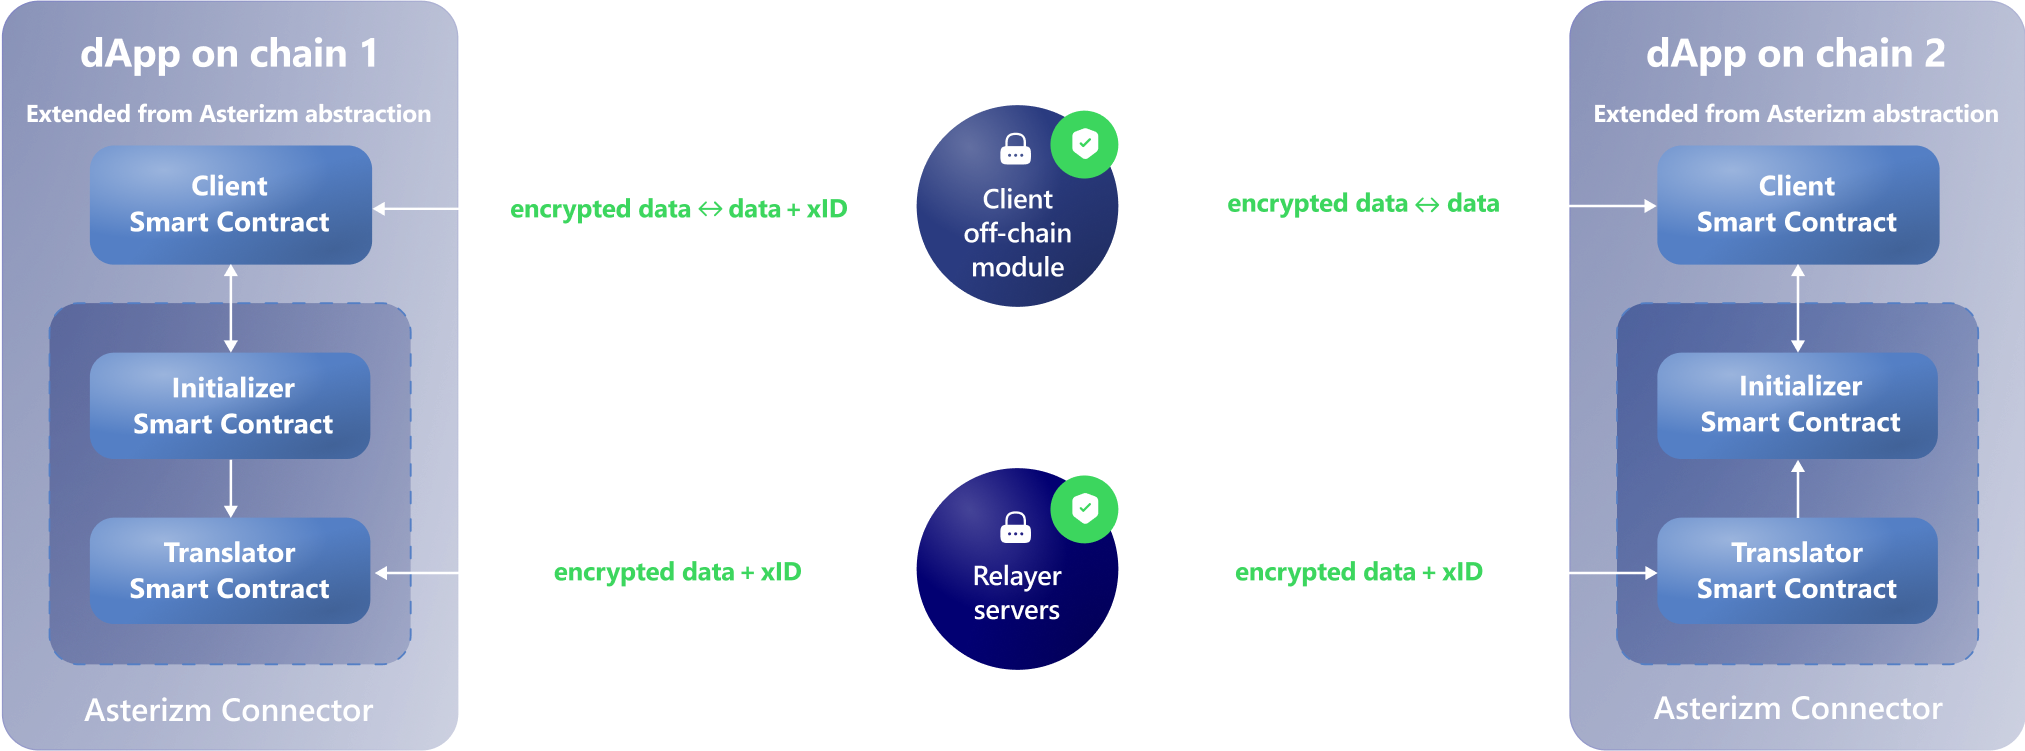 dApp on chain 1
Extended from Asterizm abstraction
Client
Smart Contract
Initializer
Smart Contract
Translator
Smart Contract
Asterizm Connector
encrypted data ↔ data + xID
encrypted data + xID
Client
off-chain
module
Relayer
servers
encrypted data ↔ data
encrypted data + xID
dApp on chain 2
Extended from Asterizm abstraction
Client
Smart Contract
Initializer
Smart Contract
Translator
Smart Contract
Asterizm Connector